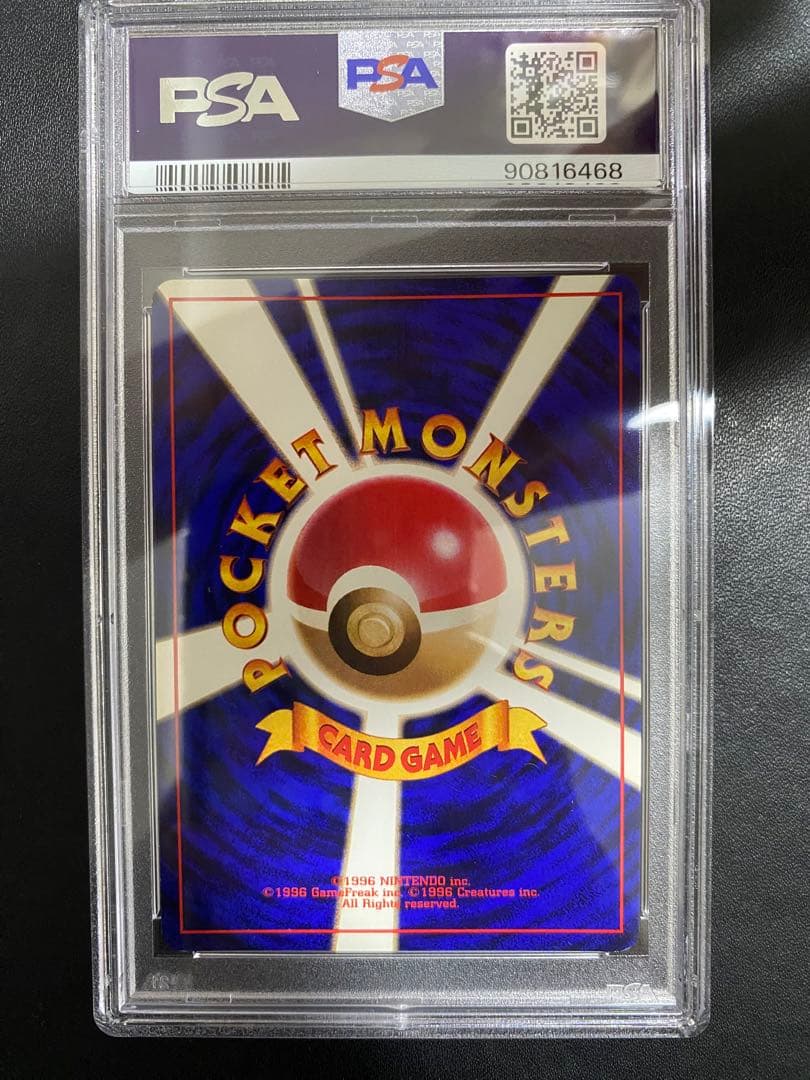 PSA
PSA
90816468
POCKET MONSTERS
CARD GAME
©1996 NINTENDO inc.
©1996 GameFreak inc. ©1996 Creatures inc.
All Rights reserved.